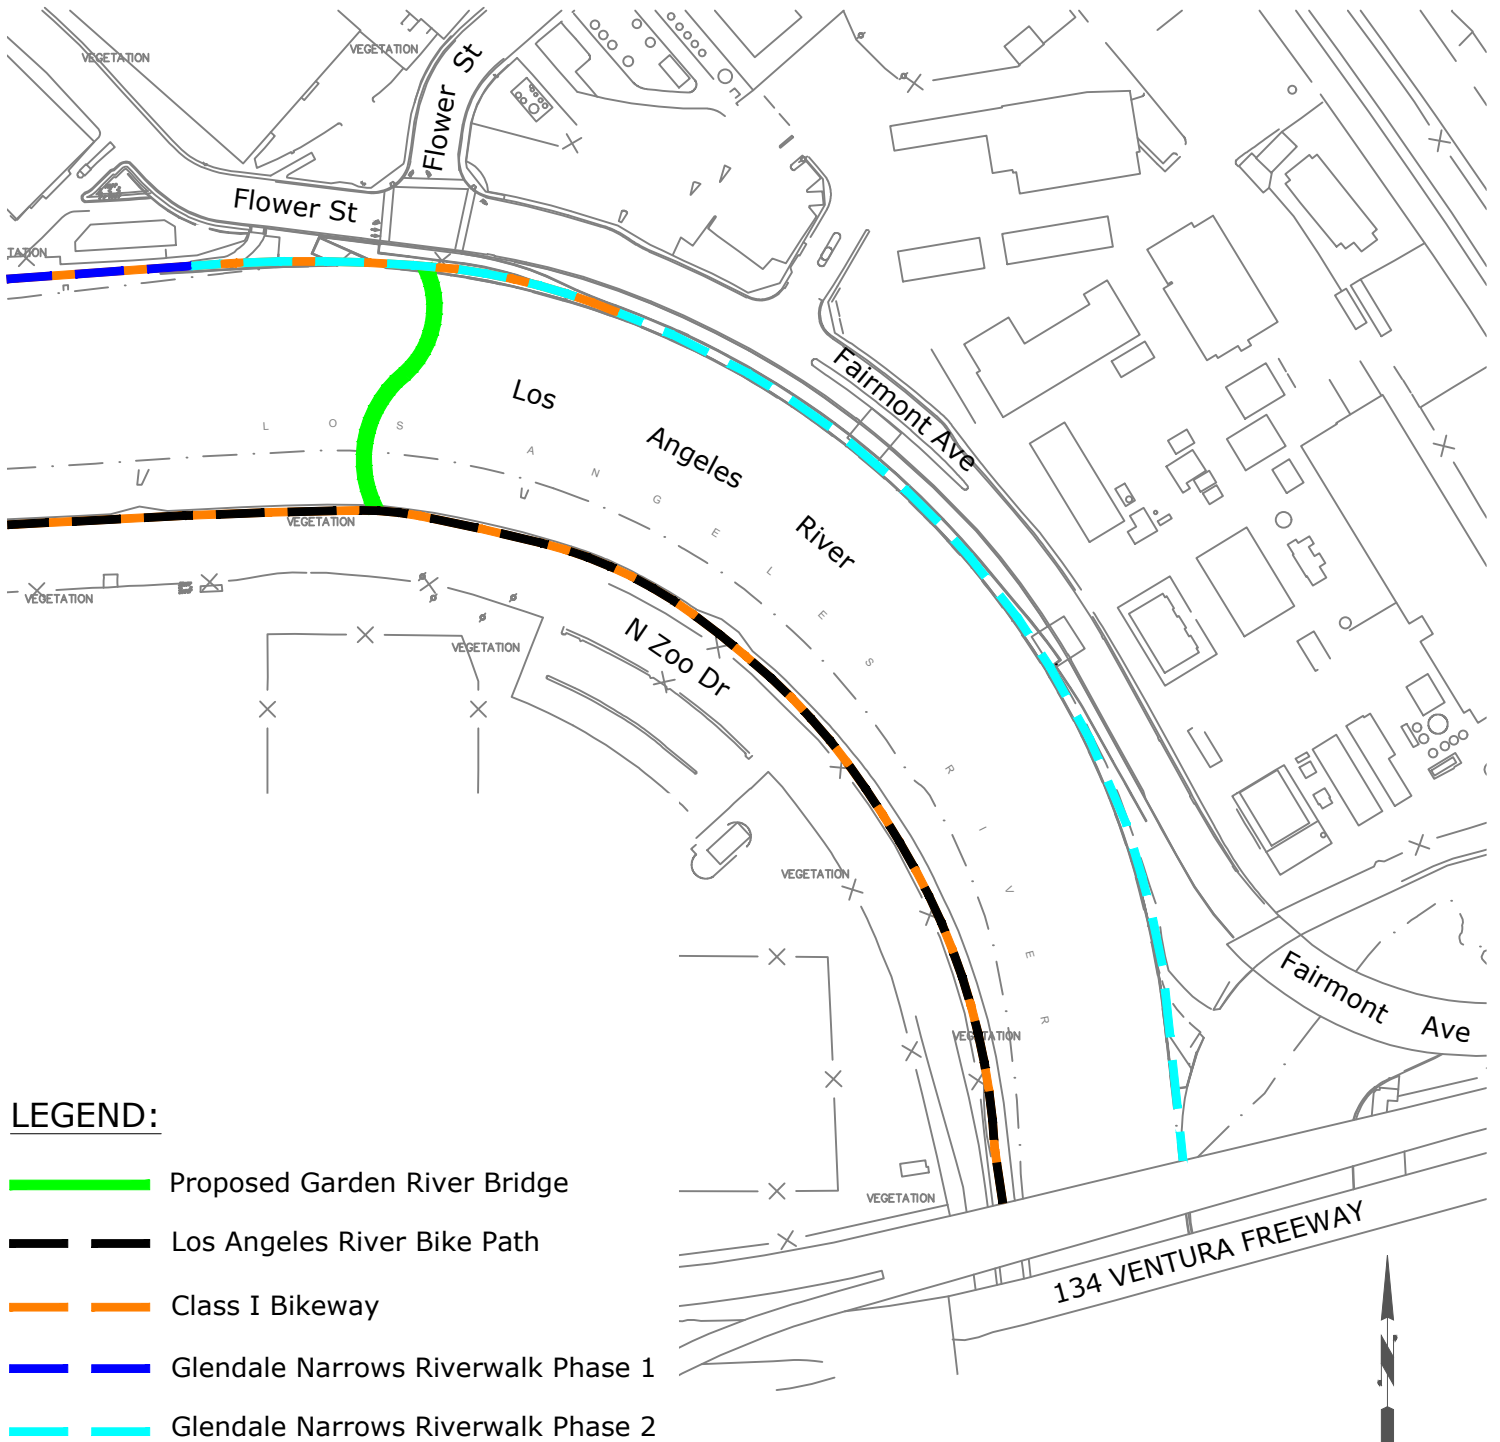 VEGETATION
VEGETATION
Flower St
Flower St
TATION
Fairmont Ave
Los
Angeles
River
L O S
A N G E L E S
R I V E R
VEGETATION
VEGETATION
VEGETATION
N Zoo Dr
VEGETATION
VEGETATION
VEGETATION
Fairmont Ave
134 VENTURA FREEWAY
LEGEND:
Proposed Garden River Bridge
Los Angeles River Bike Path
Class I Bikeway
Glendale Narrows Riverwalk Phase 1
Glendale Narrows Riverwalk Phase 2
N